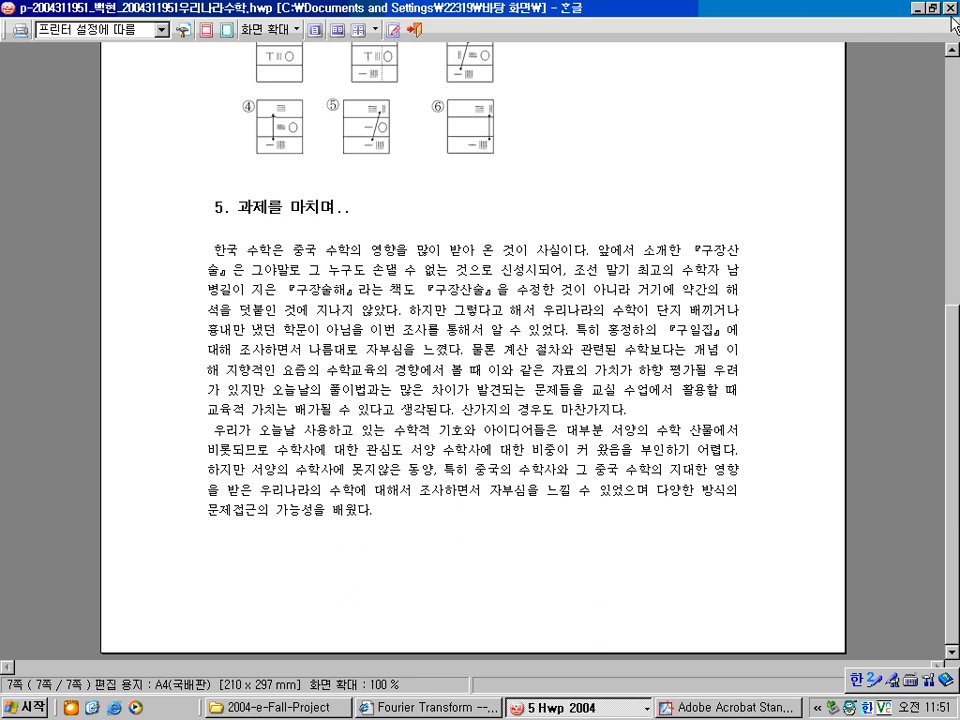 p-2004311951_백현_2004311951우리나라수학.hwp [C:₩Documents and Settings₩22319₩바탕 화면₩] - 흔글
프린터 설정에 따름 화면 확대
④ ⑤ ⑥
5. 과제를 마치며..
한국 수학은 중국 수학의 영향을 많이 받아 온 것이 사실이다. 앞에서 소개한 『구장산
술』은 그야말로 그 누구도 손댈 수 없는 것으로 신성시되어, 조선 말기 최고의 수학자 남
병길이 지은 『구장술해』라는 책도 『구장산술』을 수정한 것이 아니라 거기에 약간의 해
석을 덧붙인 것에 지나지 않았다. 하지만 그렇다고 해서 우리나라의 수학이 단지 배끼거나
흉내만 냈던 학문이 아님을 이번 조사를 통해서 알 수 있었다. 특히 홍정하의 『구일집』에
대해 조사하면서 나름대로 자부심을 느꼈다. 물론 계산 절차와 관련된 수학보다는 개념 이
해 지향적인 요즘의 수학교육의 경향에서 볼 때 이와 같은 자료의 가치가 하향 평가될 우려
가 있지만 오늘날의 풀이법과는 많은 차이가 발견되는 문제들을 교실 수업에서 활용할 때
교육적 가치는 배가될 수 있다고 생각된다. 산가지의 경우도 마찬가지다.
우리가 오늘날 사용하고 있는 수학적 기호와 아이디어들은 대부분 서양의 수학 산물에서
비롯되므로 수학사에 대한 관심도 서양 수학사에 대한 비중이 커 왔음을 부인하기 어렵다.
하지만 서양의 수학사에 못지않은 동양, 특히 중국의 수학사와 그 중국 수학의 지대한 영향
을 받은 우리나라의 수학에 대해서 조사하면서 자부심을 느낄 수 있었으며 다양한 방식의
문제접근의 가능성을 배웠다.
7쪽 ( 7쪽 / 7쪽 ) 편집 용지 : A4(국배판) [210 x 297 mm] 화면 확대 : 100 %
한
시작 2004-e-Fall-Project Fourier Transform --... 5 Hwp 2004 Adobe Acrobat Stan... « 한 오전 11:51